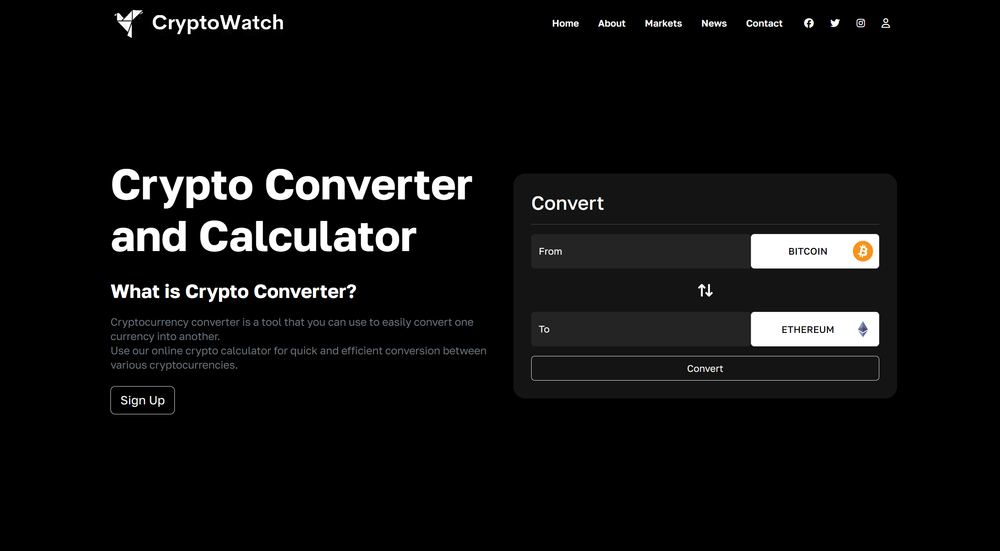 CryptoWatch
Home About Markets News Contact
Crypto Converter
and Calculator
What is Crypto Converter?
Cryptocurrency converter is a tool that you can use to easily convert one
currency into another.
Use our online crypto calculator for quick and efficient conversion between
various cryptocurrencies.
Sign Up
Convert
From
BITCOIN
To
ETHEREUM
Convert